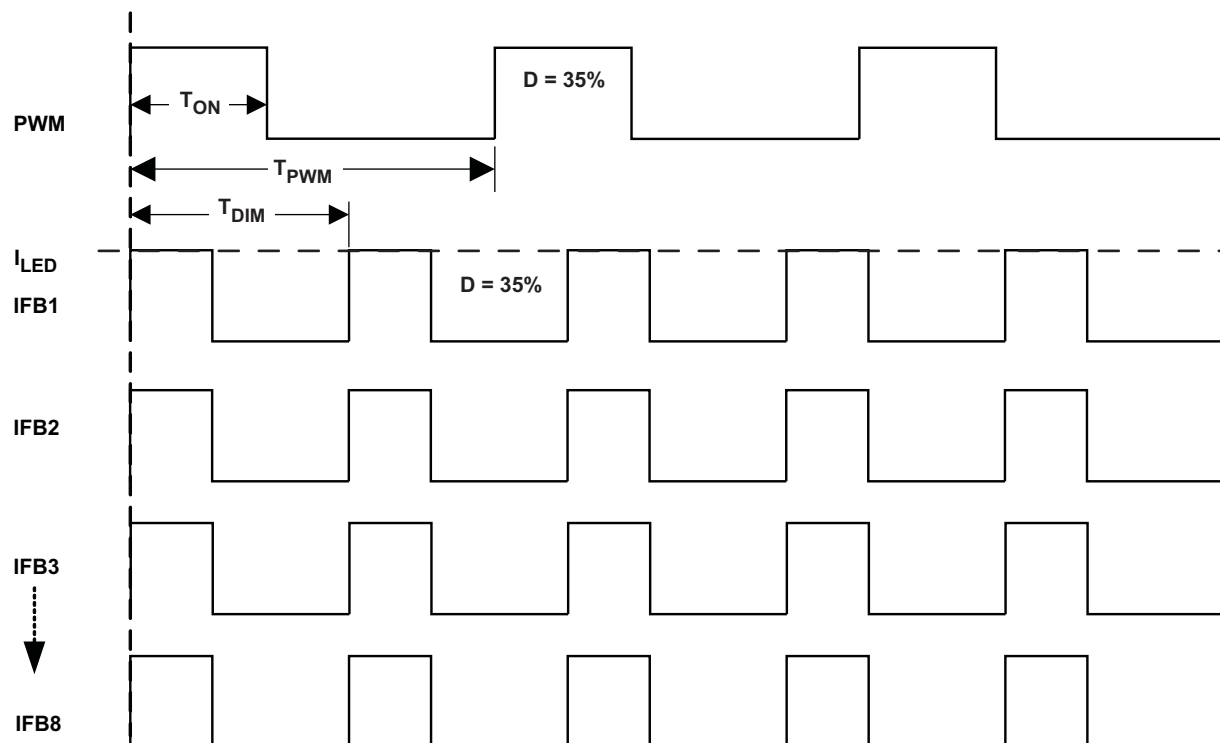 D = 35%
T_ON
PWM
T_PWM
T_DIM
I_LED
IFB1
D = 35%
IFB2
IFB3
IFB8